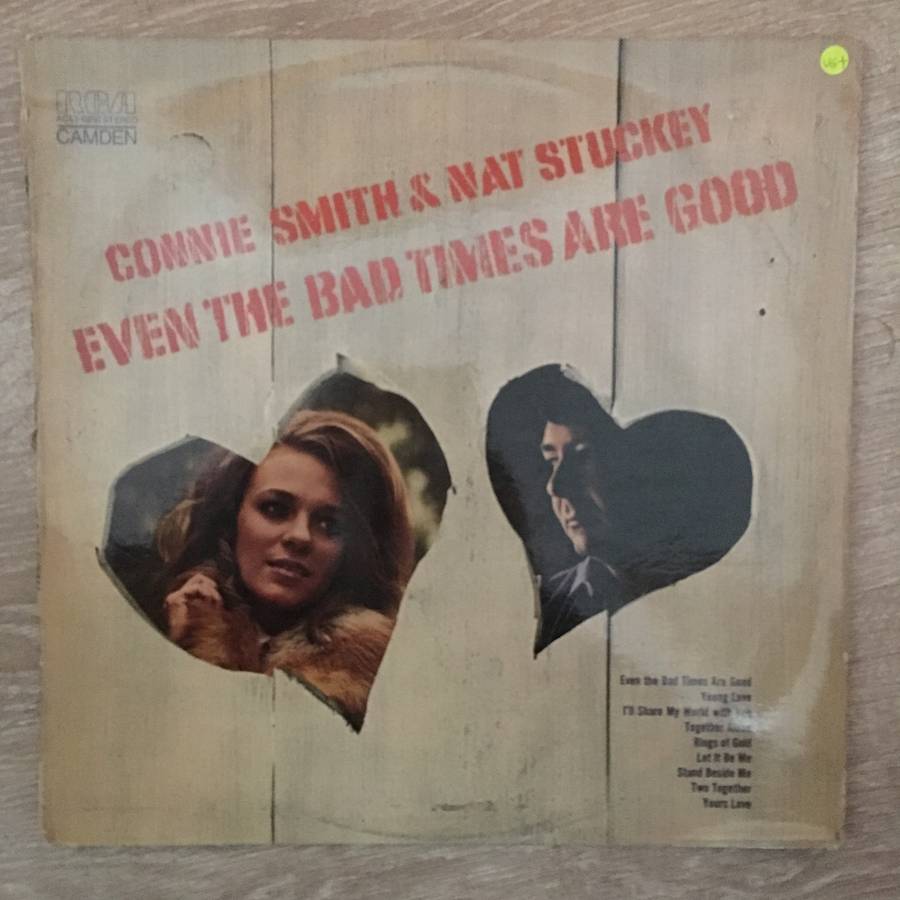 RCA
STEREO
CAMDEN
VG+
CONNIE SMITH & NAT STUCKEY
EVEN THE BAD TIMES ARE GOOD
Even the Bad Times Are Good
Young Love
I'll Share My World with
Together
Rings of Gold
Let It Be Me
Stand Beside Me
Two Together
Yours Love